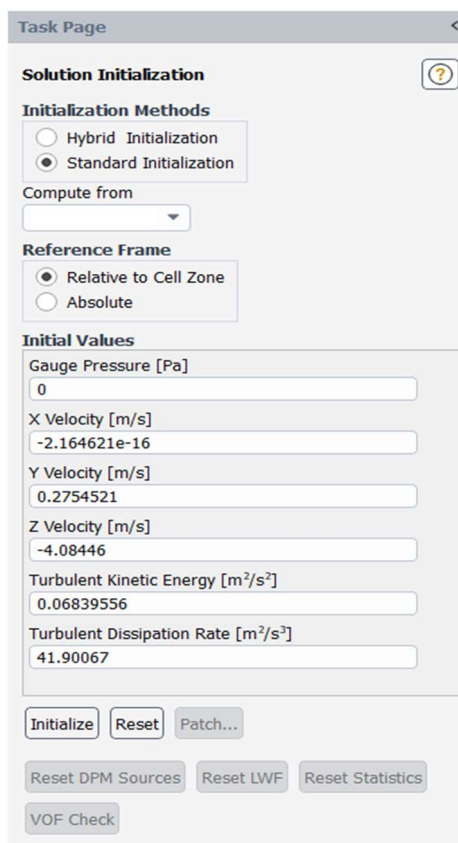 Task Page
Solution Initialization
Initialization Methods
Hybrid Initialization
Standard Initialization
Compute from
Reference Frame
Relative to Cell Zone
Absolute
Initial Values
Gauge Pressure [Pa]
0
X Velocity [m/s]
-2.164621e-16
Y Velocity [m/s]
0.2754521
Z Velocity [m/s]
-4.08446
Turbulent Kinetic Energy [m²/s²]
0.06839556
Turbulent Dissipation Rate [m²/s³]
41.90067
Initialize Reset Patch...
Reset DPM Sources Reset LWF Reset Statistics
VOF Check